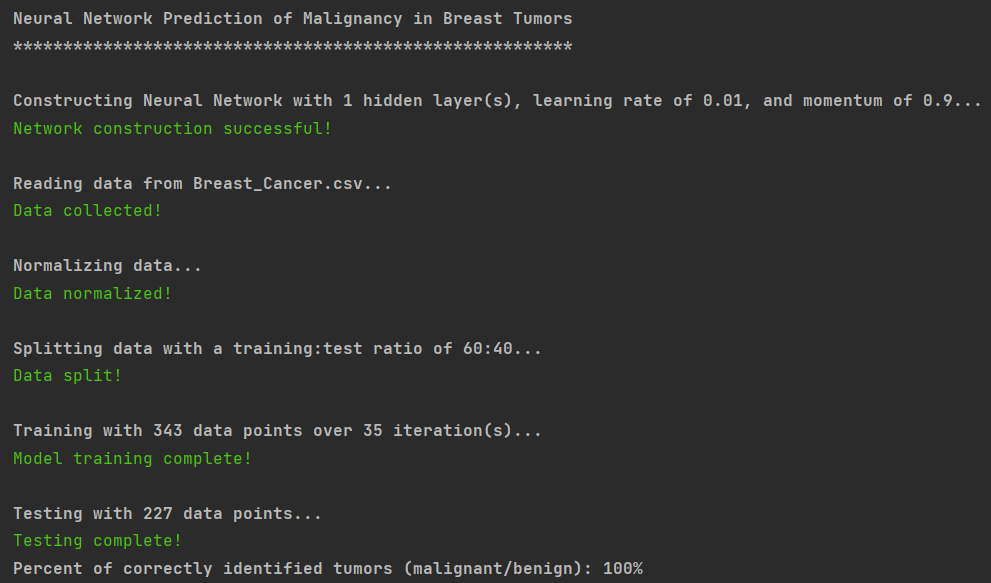 Neural Network Prediction of Malignancy in Breast Tumors
********************************************************
Constructing Neural Network with 1 hidden layer(s), learning rate of 0.01, and momentum of 0.9...
Network construction successful!
Reading data from Breast_Cancer.csv...
Data collected!
Normalizing data...
Data normalized!
Splitting data with a training:test ratio of 60:40...
Data split!
Training with 343 data points over 35 iteration(s)...
Model training complete!
Testing with 227 data points...
Testing complete!
Percent of correctly identified tumors (malignant/benign): 100%